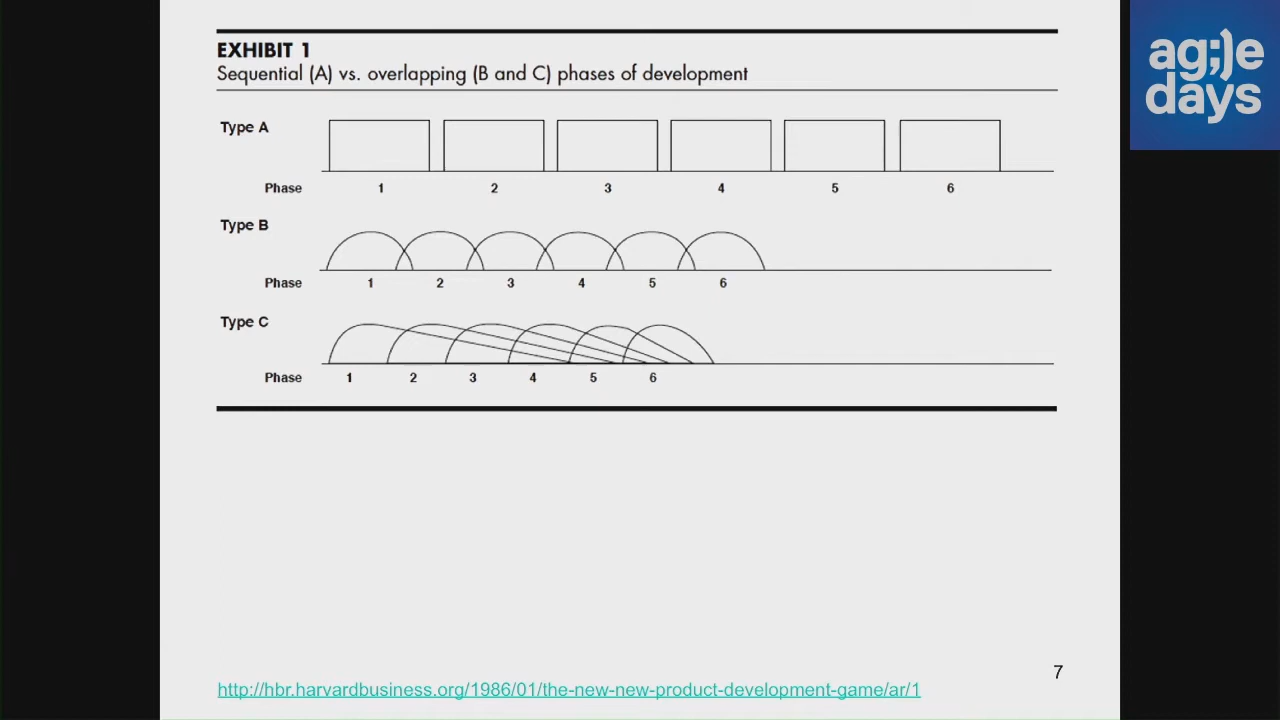 EXHIBIT 1
Sequential (A) vs. overlapping (B and C) phases of development
Type A
Phase 1 2 3 4 5 6
Type B
Phase 1 2 3 4 5 6
Type C
Phase 1 2 3 4 5 6
7
http://hbr.harvardbusiness.org/1986/01/the-new-new-product-development-game/ar/1
ag;)e
days